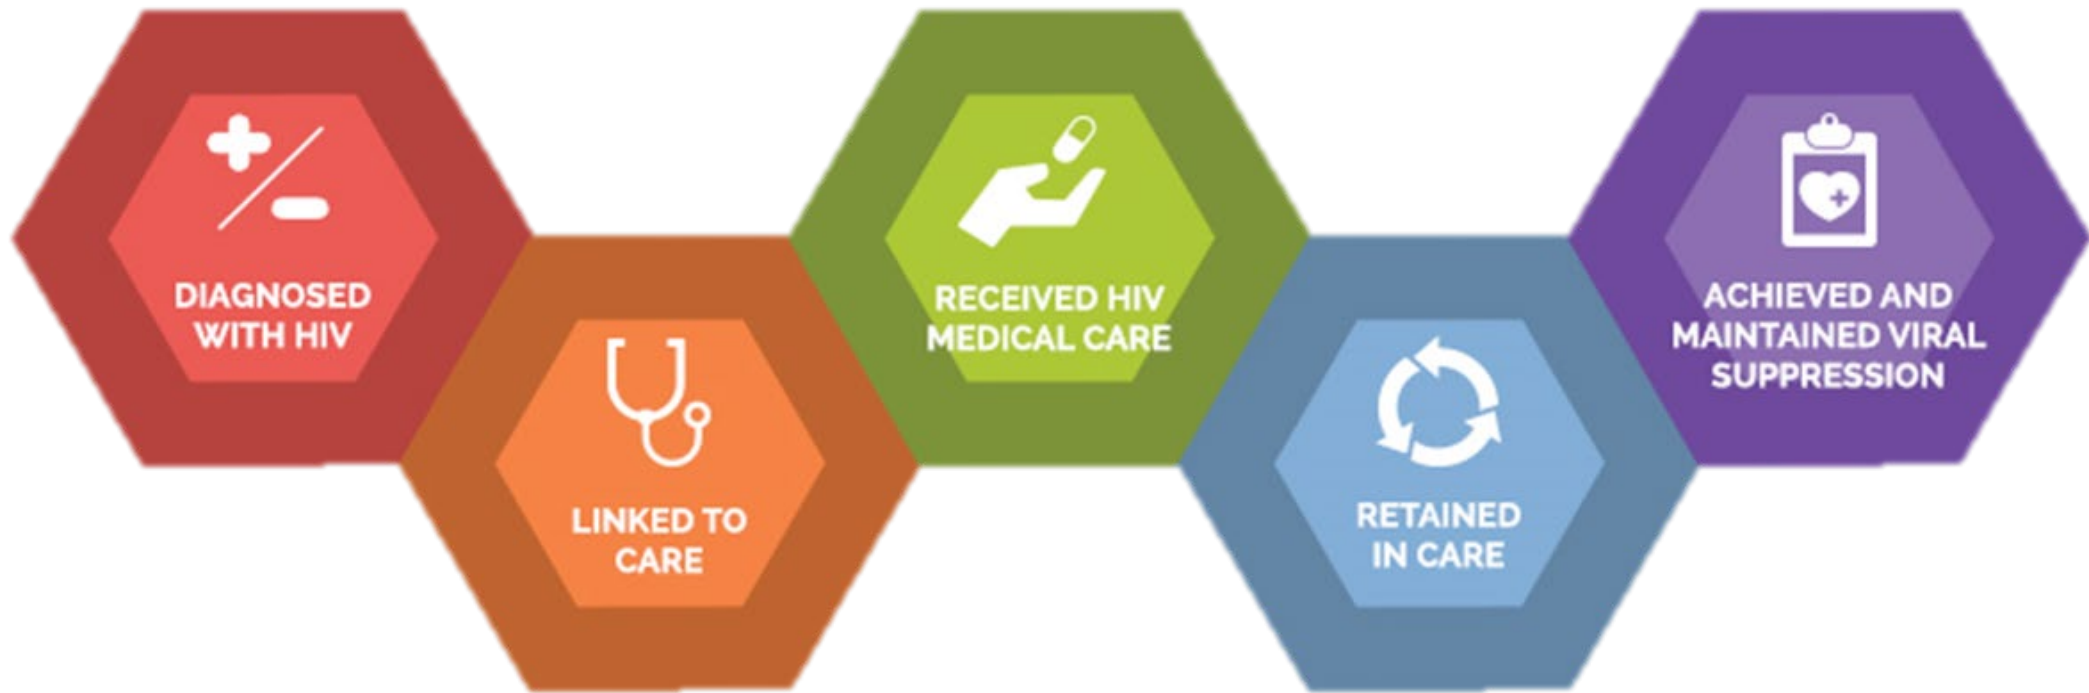 DIAGNOSED
WITH HIV
LINKED TO
CARE
RECEIVED HIV
MEDICAL CARE
RETAINED
IN CARE
ACHIEVED AND
MAINTAINED VIRAL
SUPPRESSION